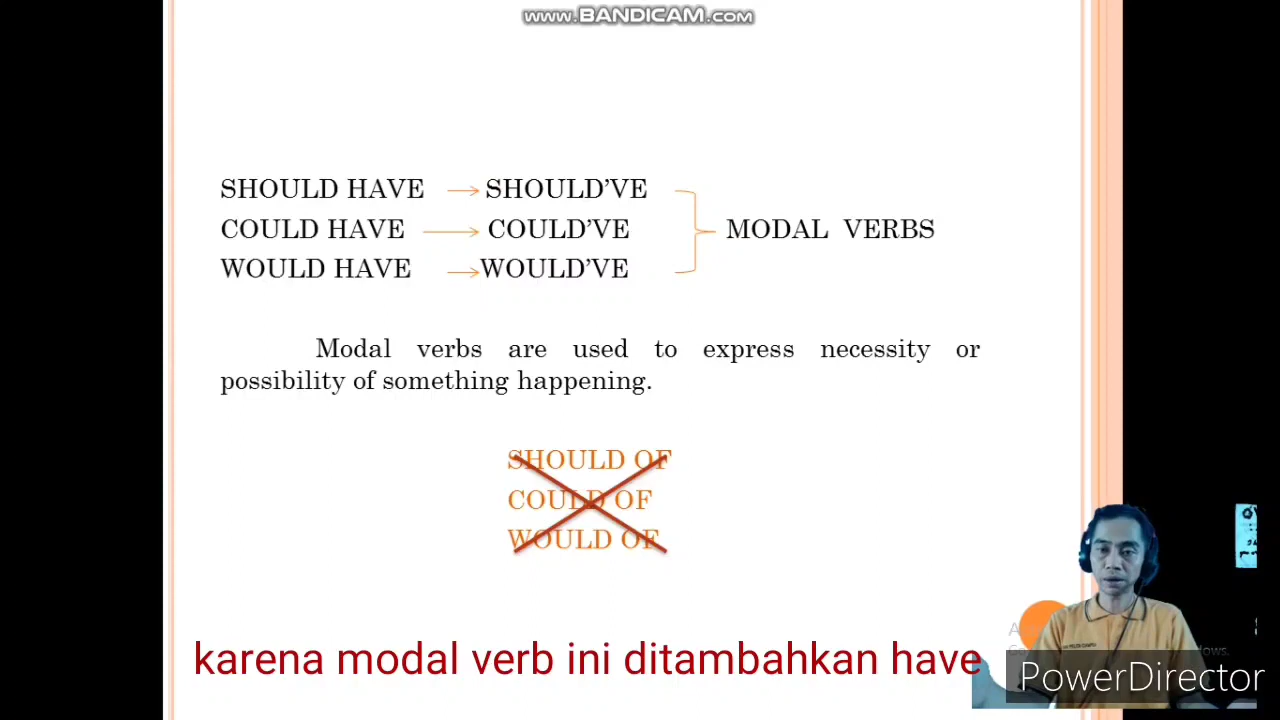 www.BANDICAM.com
SHOULD HAVE SHOULD’VE
COULD HAVE COULD’VE MODAL VERBS
WOULD HAVE WOULD’VE
Modal verbs are used to express necessity or
possibility of something happening.
SHOULD OF
COULD OF
WOULD OF
karena modal verb ini ditambahkan have
PowerDirector